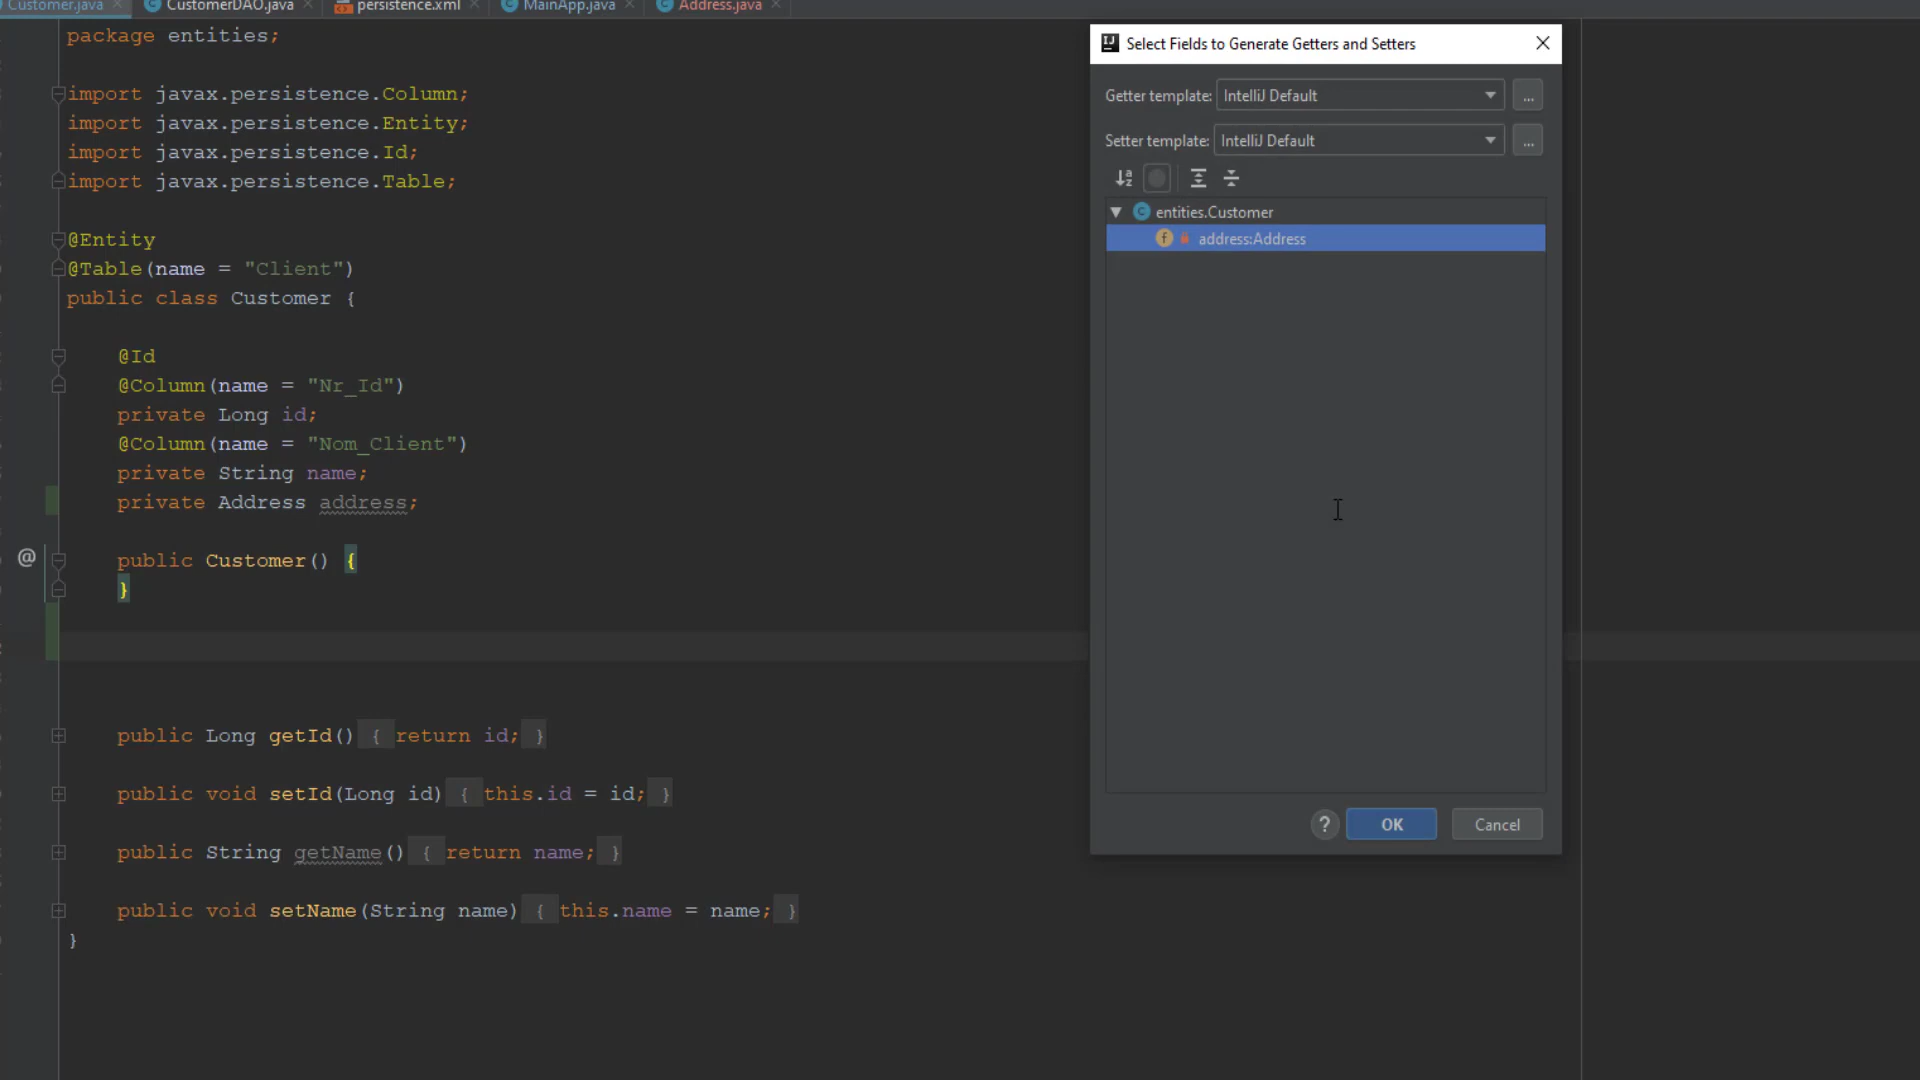 Customer.java CustomerDAO.java persistence.xml MainApp.java Address.java
package entities;
import javax.persistence.Column;
import javax.persistence.Entity;
import javax.persistence.Id;
import javax.persistence.Table;
@Entity
@Table(name = "Client")
public class Customer {
@Id
@Column(name = "Nr_Id")
private Long id;
@Column(name = "Nom_Client")
private String name;
private Address address;
@ public Customer() {
}
public Long getId() { return id; }
public void setId(Long id) { this.id = id; }
public String getName() { return name; }
public void setName(String name) { this.name = name; }
}
Select Fields to Generate Getters and Setters
Getter template: IntelliJ Default ...
Setter template: IntelliJ Default ...
entities.Customer
address:Address
? OK Cancel